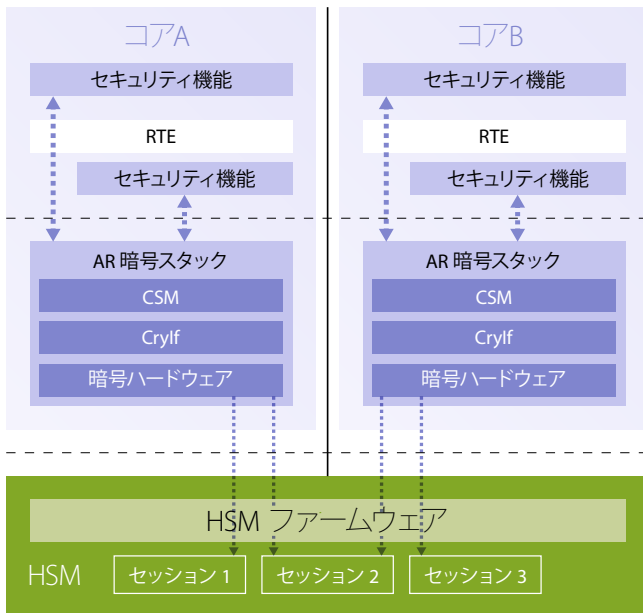 コアA
セキュリティ機能
RTE
セキュリティ機能
AR 暗号スタック
CSM
CryIf
暗号ハードウェア
コアB
セキュリティ機能
RTE
セキュリティ機能
AR 暗号スタック
CSM
CryIf
暗号ハードウェア
HSM ファームウェア
HSM
セッション 1
セッション 2
セッション 3